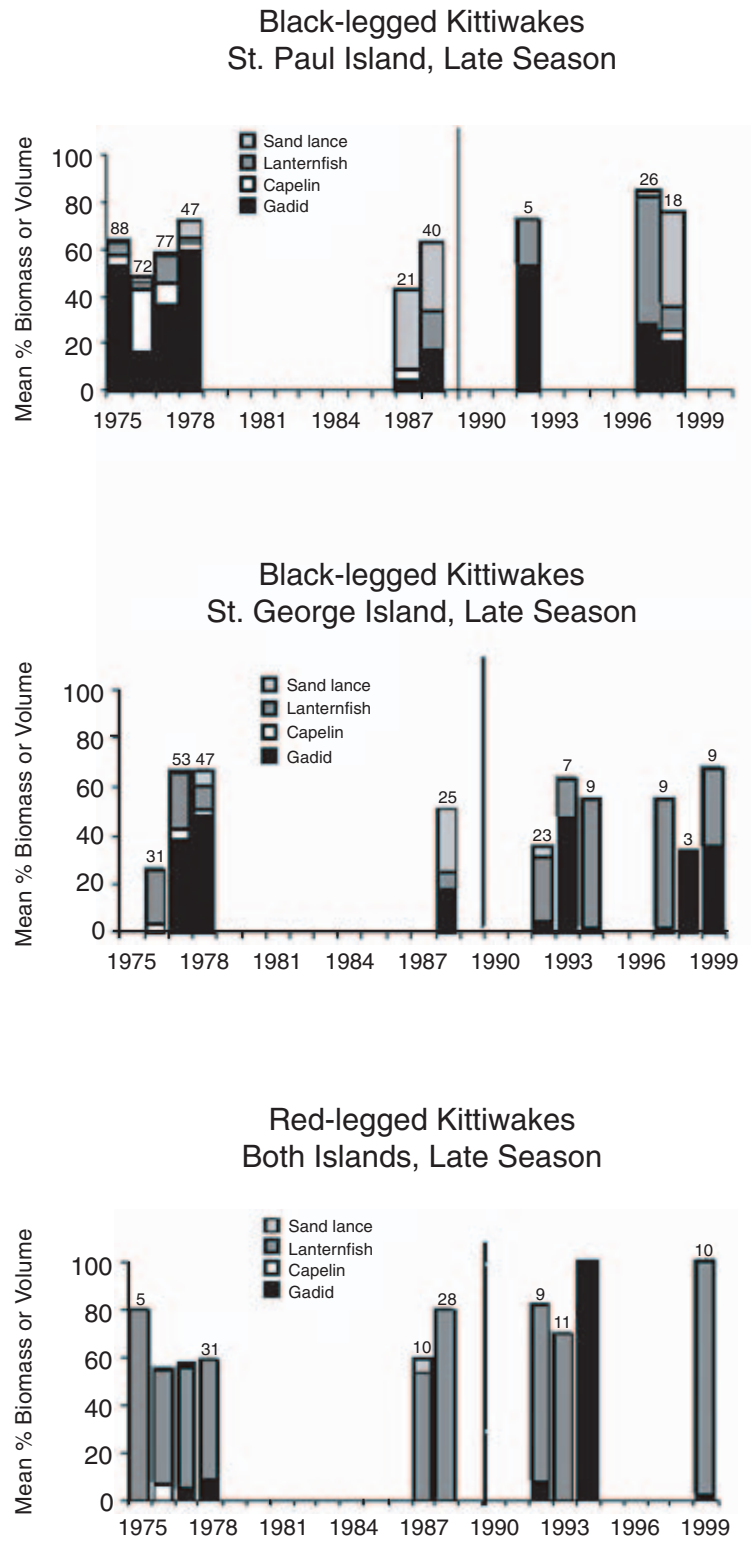 Black-legged Kittiwakes
St. Paul Island, Late Season
Mean % Biomass or Volume
Sand lance
Lanternfish
Capelin
Gadid
100
80
60
40
20
0
88
72
77
47
21
40
5
26
18
1975 1978 1981 1984 1987 1990 1993 1996 1999
Black-legged Kittiwakes
St. George Island, Late Season
Mean % Biomass or Volume
Sand lance
Lanternfish
Capelin
Gadid
100
80
60
40
20
0
31
53
47
25
23
7
9
9
3
9
1975 1978 1981 1984 1987 1990 1993 1996 1999
Red-legged Kittiwakes
Both Islands, Late Season
Mean % Biomass or Volume
Sand lance
Lanternfish
Capelin
Gadid
100
80
60
40
20
0
5
31
10
28
9
11
10
1975 1978 1981 1984 1987 1990 1993 1996 1999